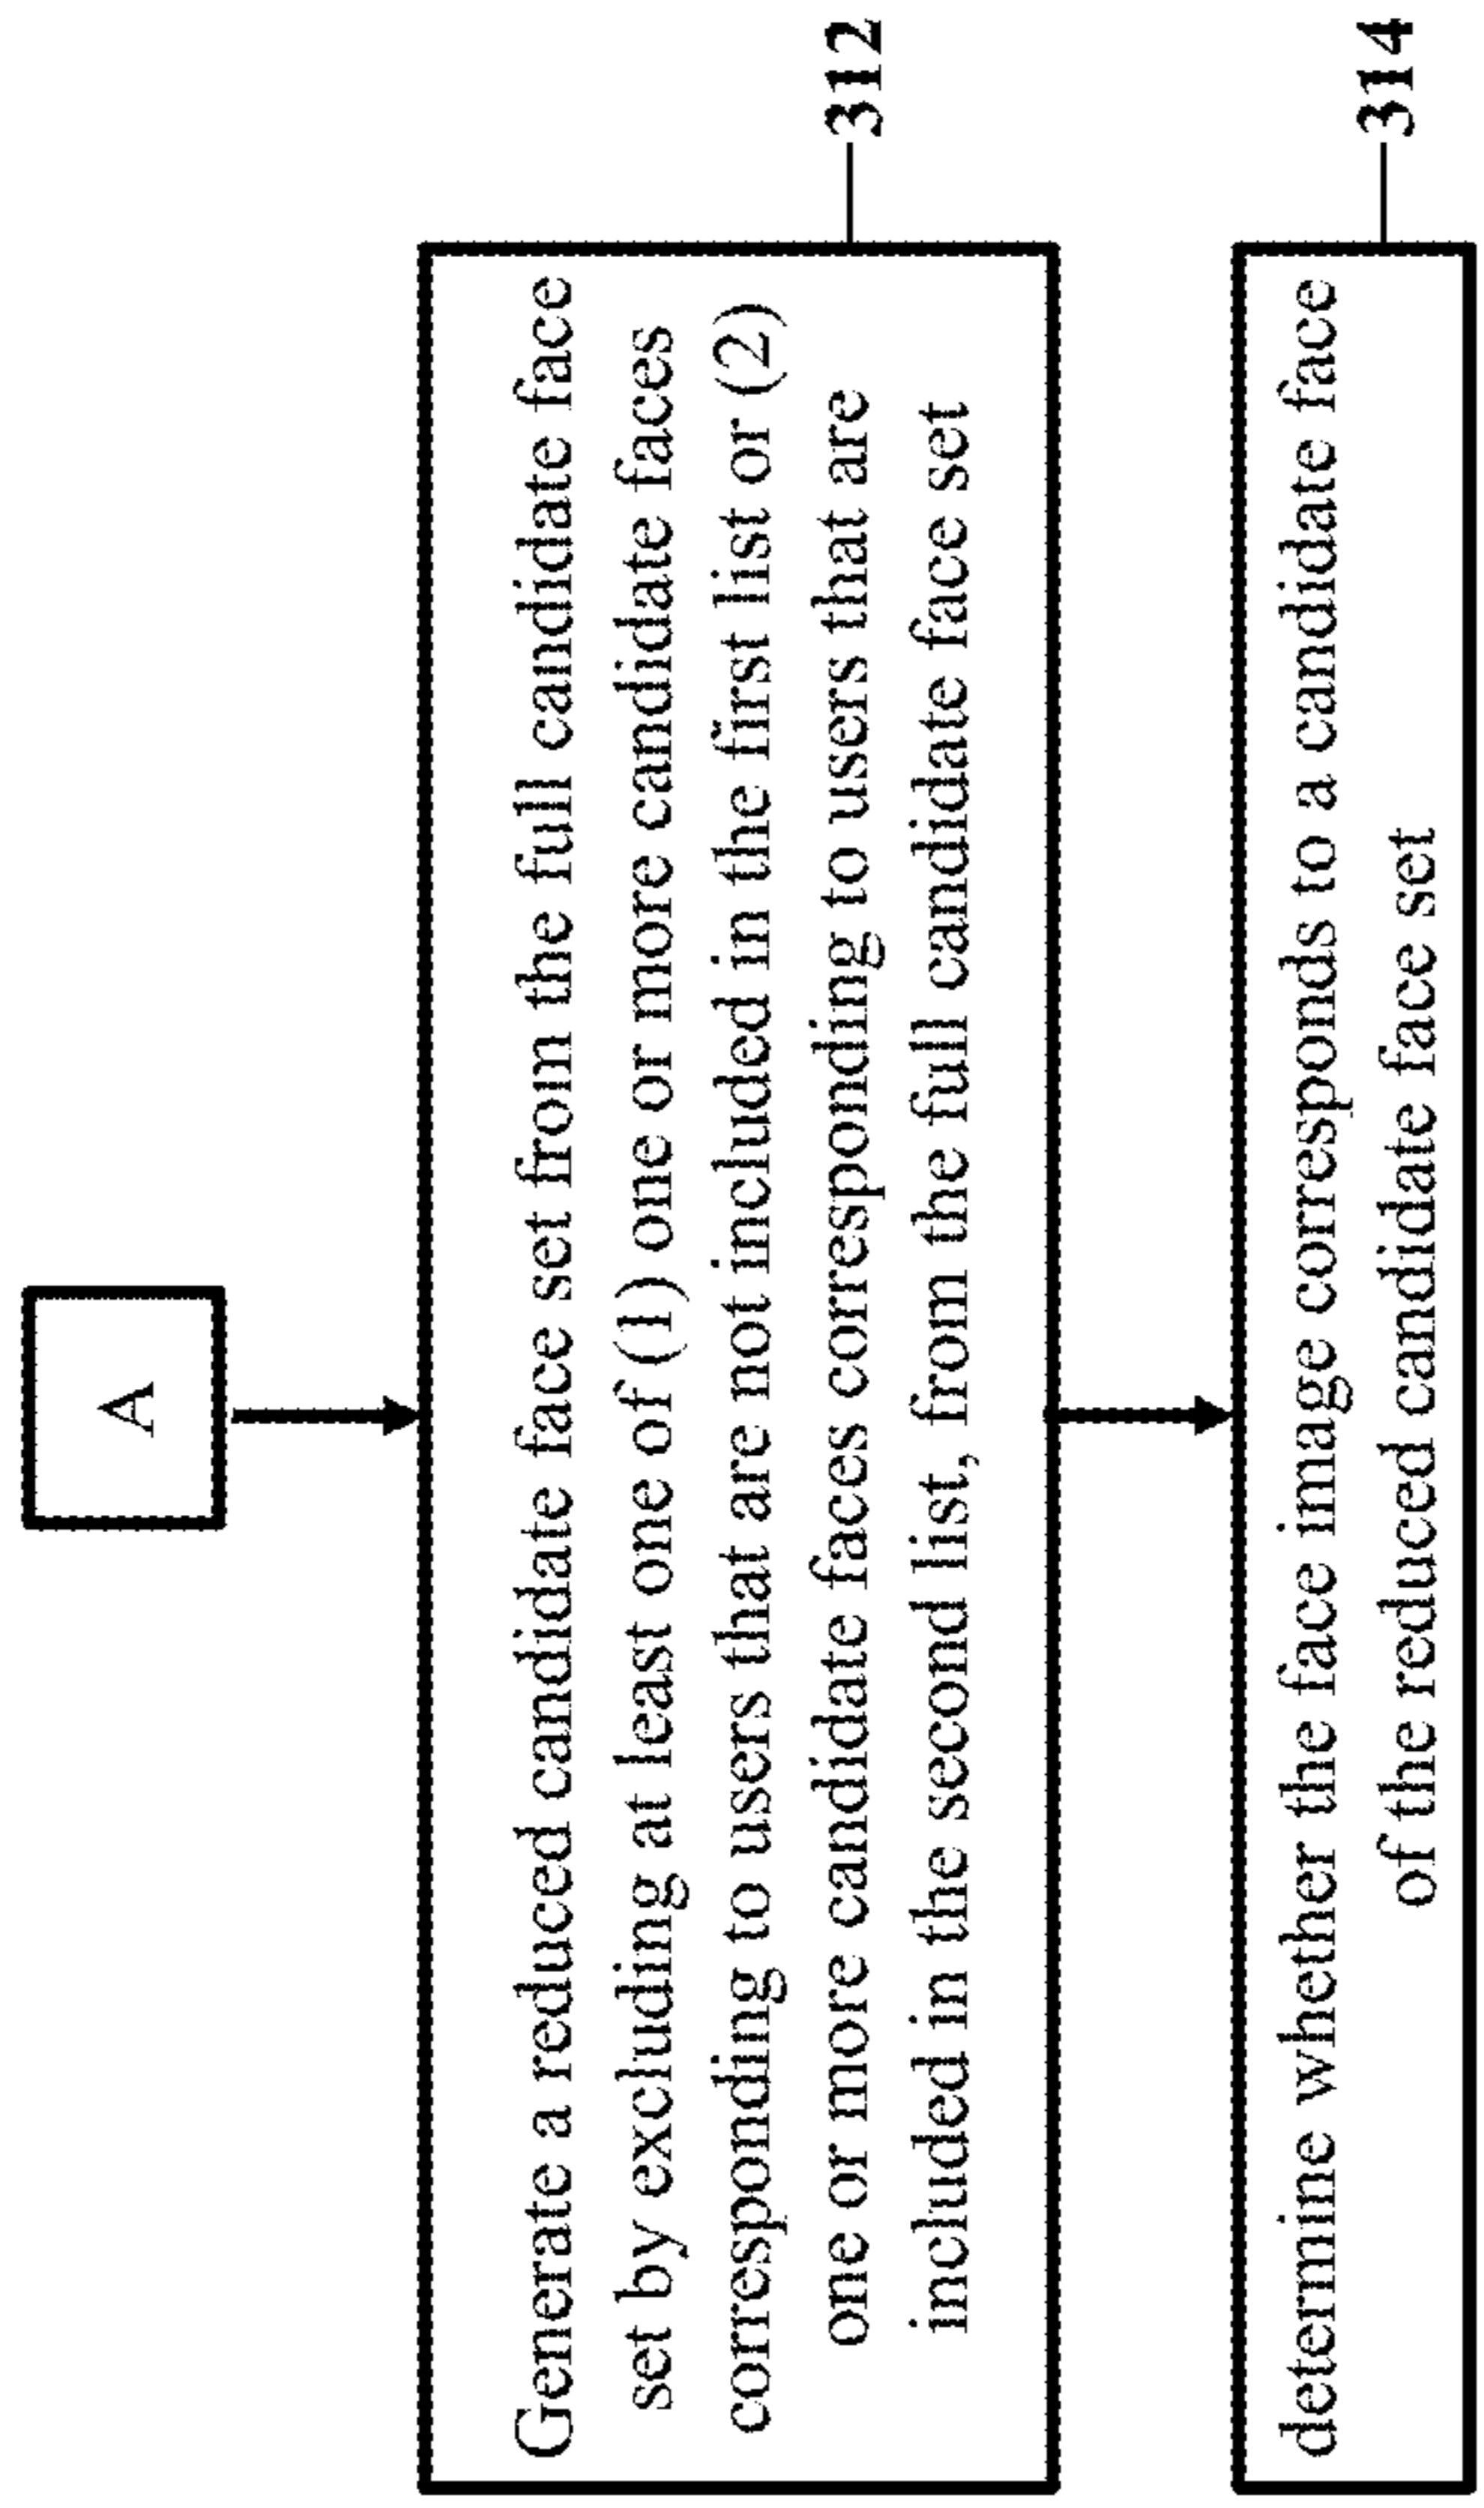 A
Generate a reduced candidate face set from the full candidate face
set by excluding at least one of (1) one or more candidate faces
corresponding to users that are not included in the first list or (2)
one or more candidate faces corresponding to users that are
included in the second list, from the full candidate face set
312
determine whether the face image corresponds to a candidate face
of the reduced candidate face set
314